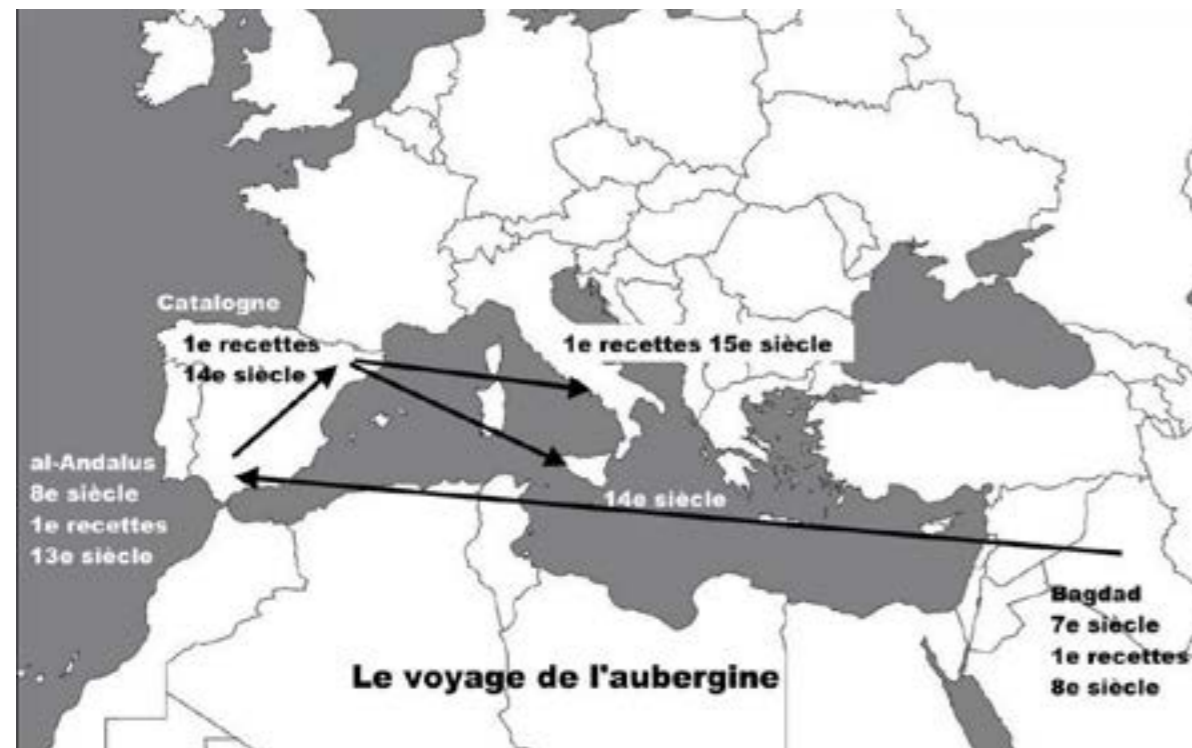 Catalogne
1e recettes
14e siècle
1e recettes 15e siècle
al-Andalus
8e siècle
1e recettes
13e siècle
14e siècle
Bagdad
7e siècle
1e recettes
8e siècle
Le voyage de l'aubergine